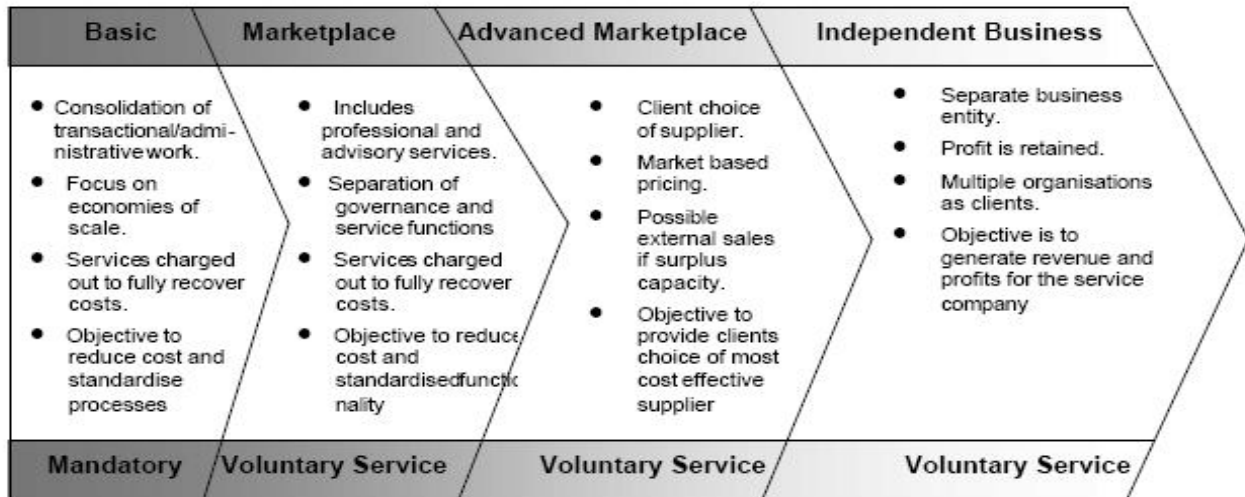 Basic
Marketplace
Advanced Marketplace
Independent Business
● Consolidation of
transactional/admi-
nistrative work.
● Focus on
economies of
scale.
● Services charged
out to fully recover
costs.
● Objective to
reduce cost and
standardise
processes
● Includes
professional and
advisory services.
● Separation of
governance and
service functions
● Services charged
out to fully recover
costs.
● Objective to reduce
cost and
standardisedfunctio
nality
● Client choice
of supplier.
● Market based
pricing.
● Possible
external sales
if surplus
capacity.
● Objective to
provide clients
choice of most
cost effective
supplier
● Separate business
entity.
● Profit is retained.
● Multiple organisations
as clients.
● Objective is to
generate revenue and
profits for the service
company
Mandatory
Voluntary Service
Voluntary Service
Voluntary Service